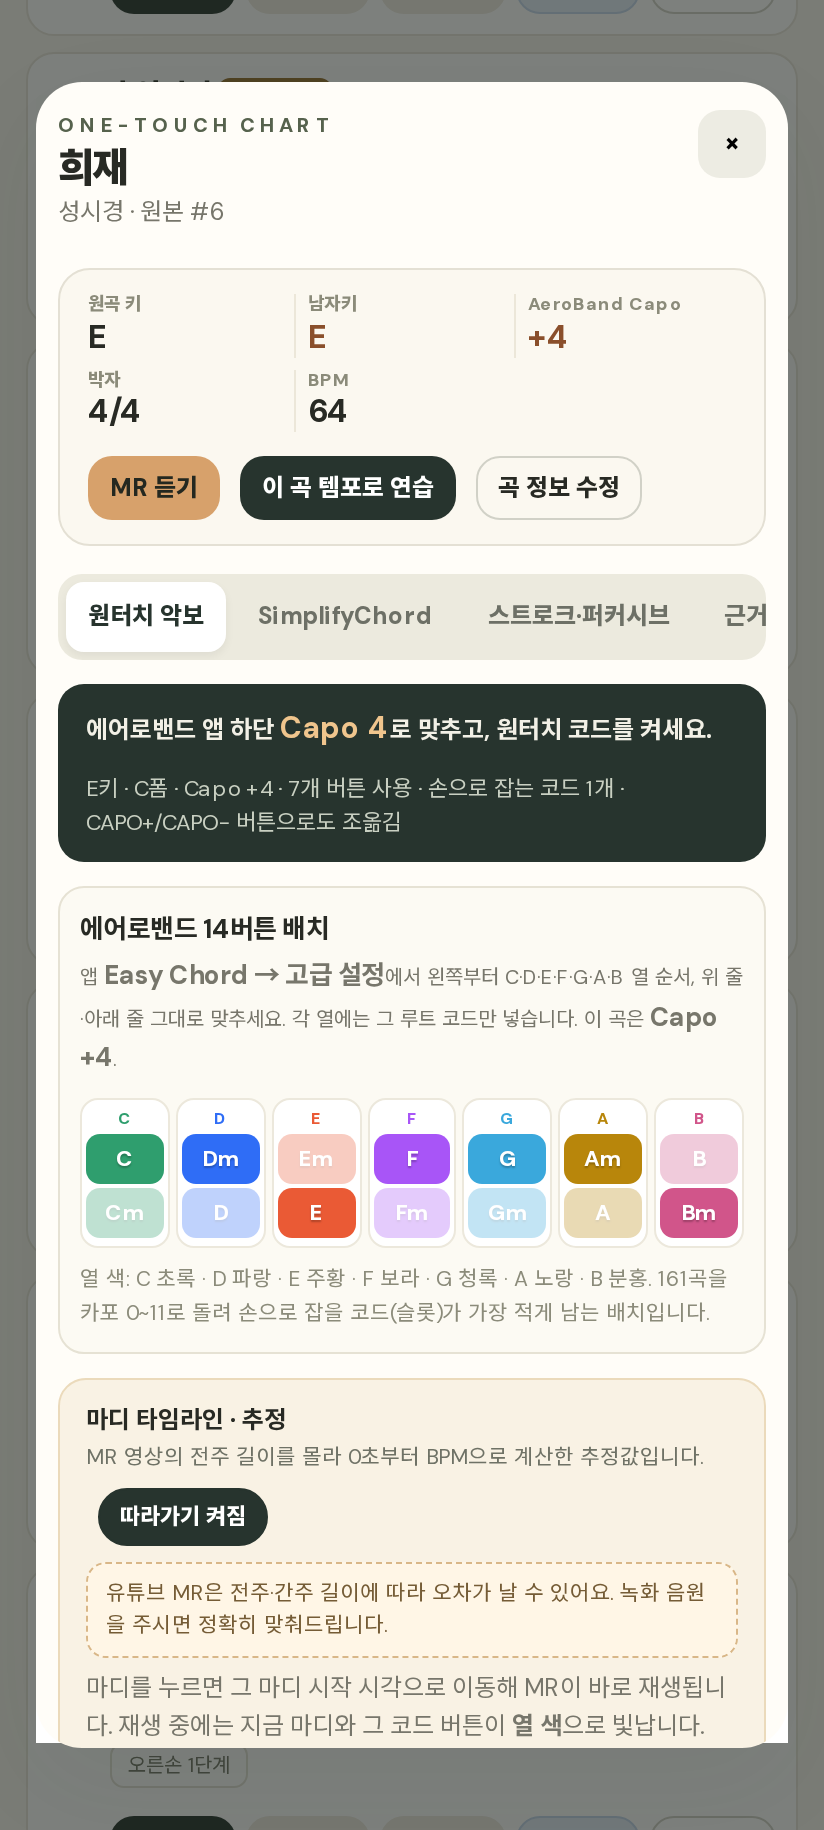 ONE-TOUCH CHART
×
희재
성시경 · 원본 #6
원곡 키
E
남자키
E
AeroBand Capo
+4
박자
4/4
BPM
64
MR 듣기
이 곡 템포로 연습
곡 정보 수정
원터치 악보
SimplifyChord
스트로크·퍼커시브
근거
에어로밴드 앱 하단 Capo 4로 맞추고, 원터치 코드를 켜세요.
E키 · C폼 · Capo +4 · 7개 버튼 사용 · 손으로 잡는 코드 1개 ·
CAPO+/CAPO- 버튼으로도 조옮김
에어로밴드 14버튼 배치
앱 Easy Chord → 고급 설정에서 왼쪽부터 C·D·E·F·G·A·B 열 순서, 위 줄
·아래 줄 그대로 맞추세요. 각 열에는 그 루트 코드만 넣습니다. 이 곡은 Capo
+4.
C D E F G A B
C Dm Em F G Am B
Cm D E Fm Gm A Bm
열 색: C 초록 · D 파랑 · E 주황 · F 보라 · G 청록 · A 노랑 · B 분홍. 161곡을
카포 0~11로 돌려 손으로 잡을 코드(슬롯)가 가장 적게 남는 배치입니다.
마디 타임라인 · 추정
MR 영상의 전주 길이를 몰라 0초부터 BPM으로 계산한 추정값입니다.
따라가기 켜짐
유튜브 MR은 전주·간주 길이에 따라 오차가 날 수 있어요. 녹화 음원
을 주시면 정확히 맞춰드립니다.
마디를 누르면 그 마디 시작 시각으로 이동해 MR이 바로 재생됩니
다. 재생 중에는 지금 마디와 그 코드 버튼이 열 색으로 빛납니다.
오른손 1단계